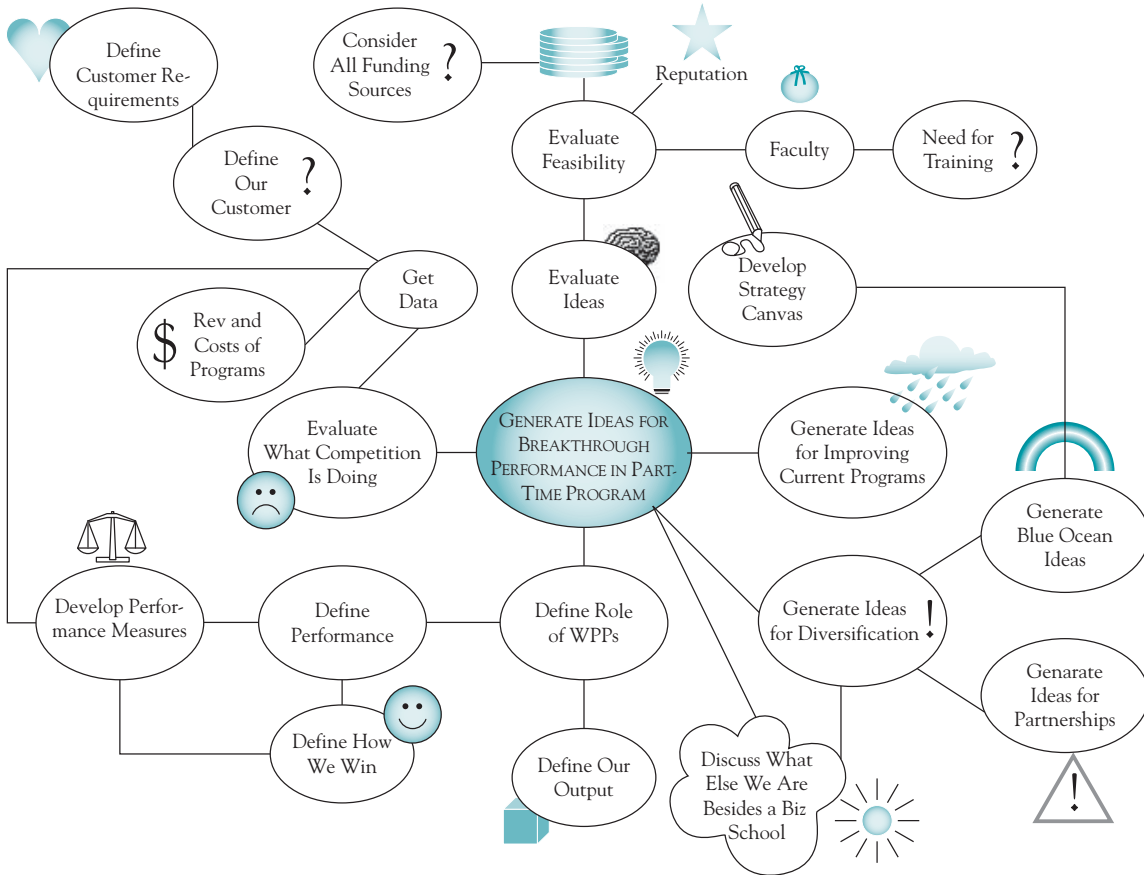 Define
Customer Re-
quirements
Consider
All Funding
Sources
?
Reputation
Evaluate
Feasibility
Faculty
Need for
Training
?
Define
Our
Customer
?
Get
Data
Evaluate
Ideas
Develop
Strategy
Canvas
$
Rev and
Costs of
Programs
Evaluate
What Competition
Is Doing
GENERATE IDEAS FOR
BREAKTHROUGH
PERFORMANCE IN PART-
TIME PROGRAM
Generate Ideas
for Improving
Current Programs
Generate
Blue Ocean
Ideas
Develop Perfor-
mance Measures
Define
Performance
Define Role
of WPPs
Generate Ideas
for Diversification
!
Genarate
Ideas for
Partnerships
!
Define How
We Win
Define Our
Output
Discuss What
Else We Are
Besides a Biz
School